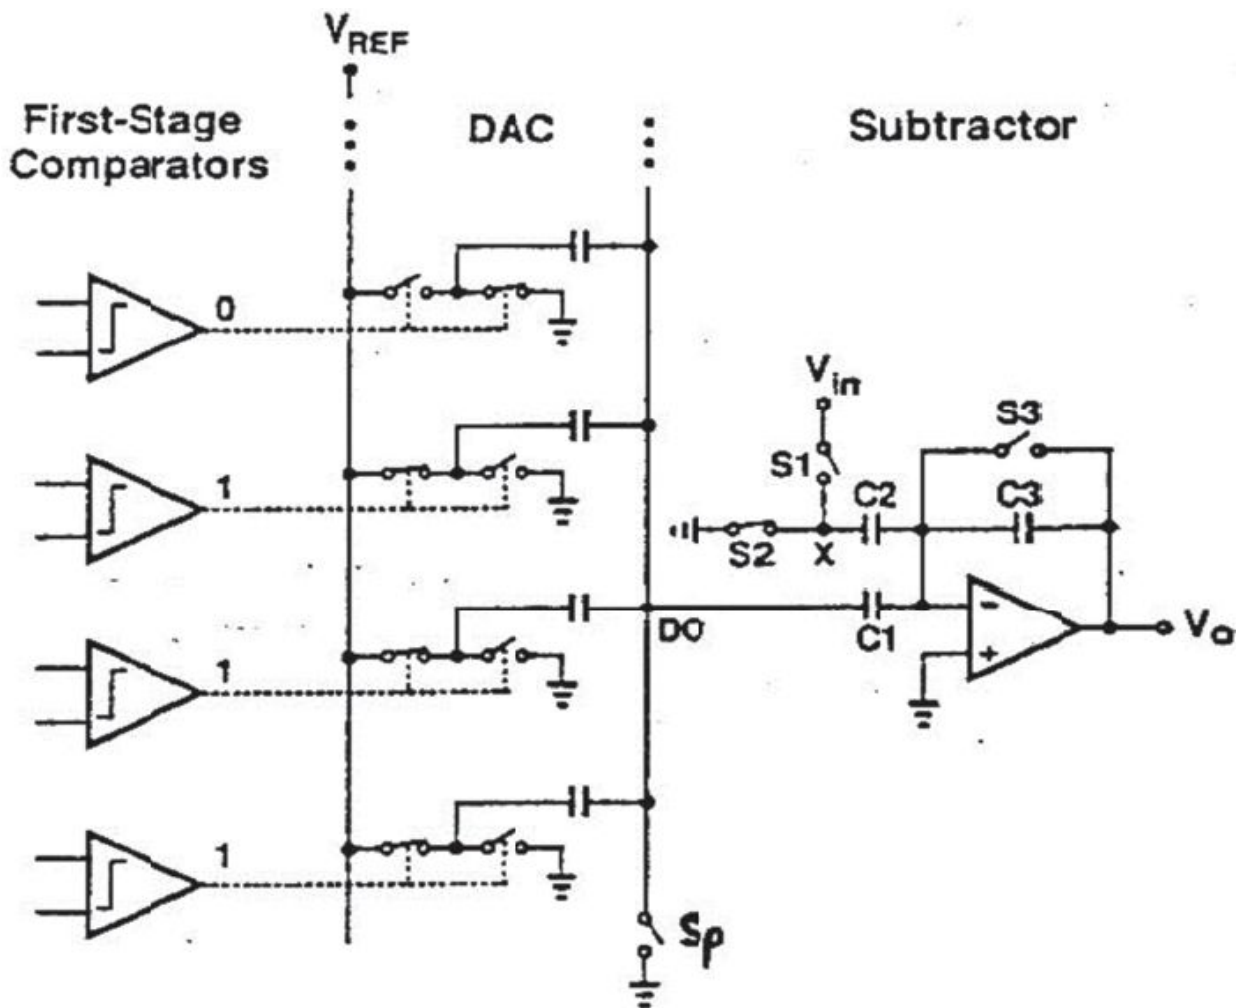 VREF
First-Stage
Comparators
DAC
Subtractor
0
1
1
1
Vin
S1
S2
X
C2
S3
C3
DO
C1
-
+
Vo
Sp